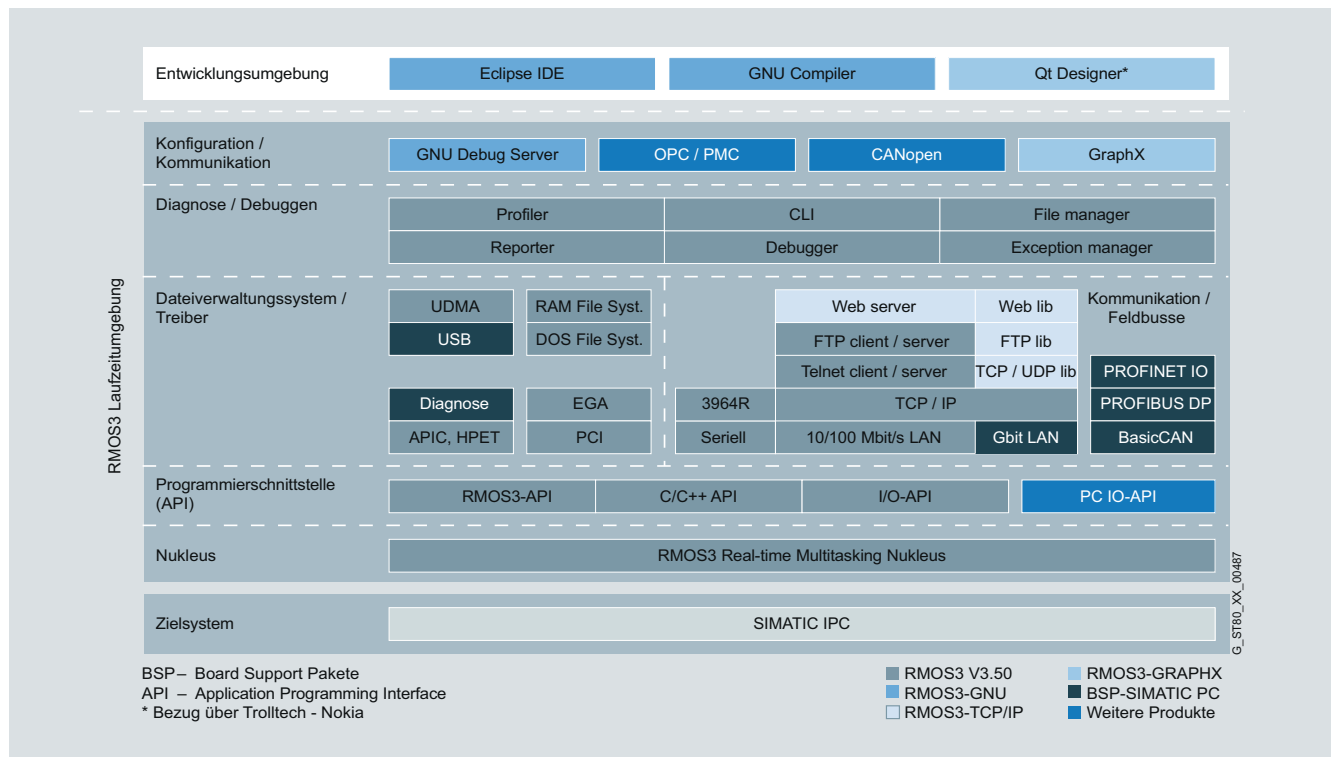 Entwicklungsumgebung
Eclipse IDE
GNU Compiler
Qt Designer*
RMOS3 Laufzeitumgebung
Konfiguration /
Kommunikation
GNU Debug Server
OPC / PMC
CANopen
GraphX
Diagnose / Debuggen
Profiler
CLI
File manager
Reporter
Debugger
Exception manager
Dateiverwaltungssystem /
Treiber
UDMA
RAM File Syst.
USB
DOS File Syst.
Diagnose
EGA
APIC, HPET
PCI
Web server
Web lib
FTP client / server
FTP lib
Telnet client / server
TCP / UDP lib
3964R
TCP / IP
Seriell
10/100 Mbit/s LAN
Gbit LAN
Kommunikation /
Feldbusse
PROFINET IO
PROFIBUS DP
BasicCAN
Programmierschnittstelle
(API)
RMOS3-API
C/C++ API
I/O-API
PC IO-API
Nukleus
RMOS3 Real-time Multitasking Nukleus
Zielsystem
SIMATIC IPC
G_ST80_XX_00487
BSP – Board Support Pakete
API – Application Programming Interface
* Bezug über Trolltech - Nokia
RMOS3 V3.50
RMOS3-GNU
RMOS3-TCP/IP
RMOS3-GRAPHX
BSP-SIMATIC PC
Weitere Produkte